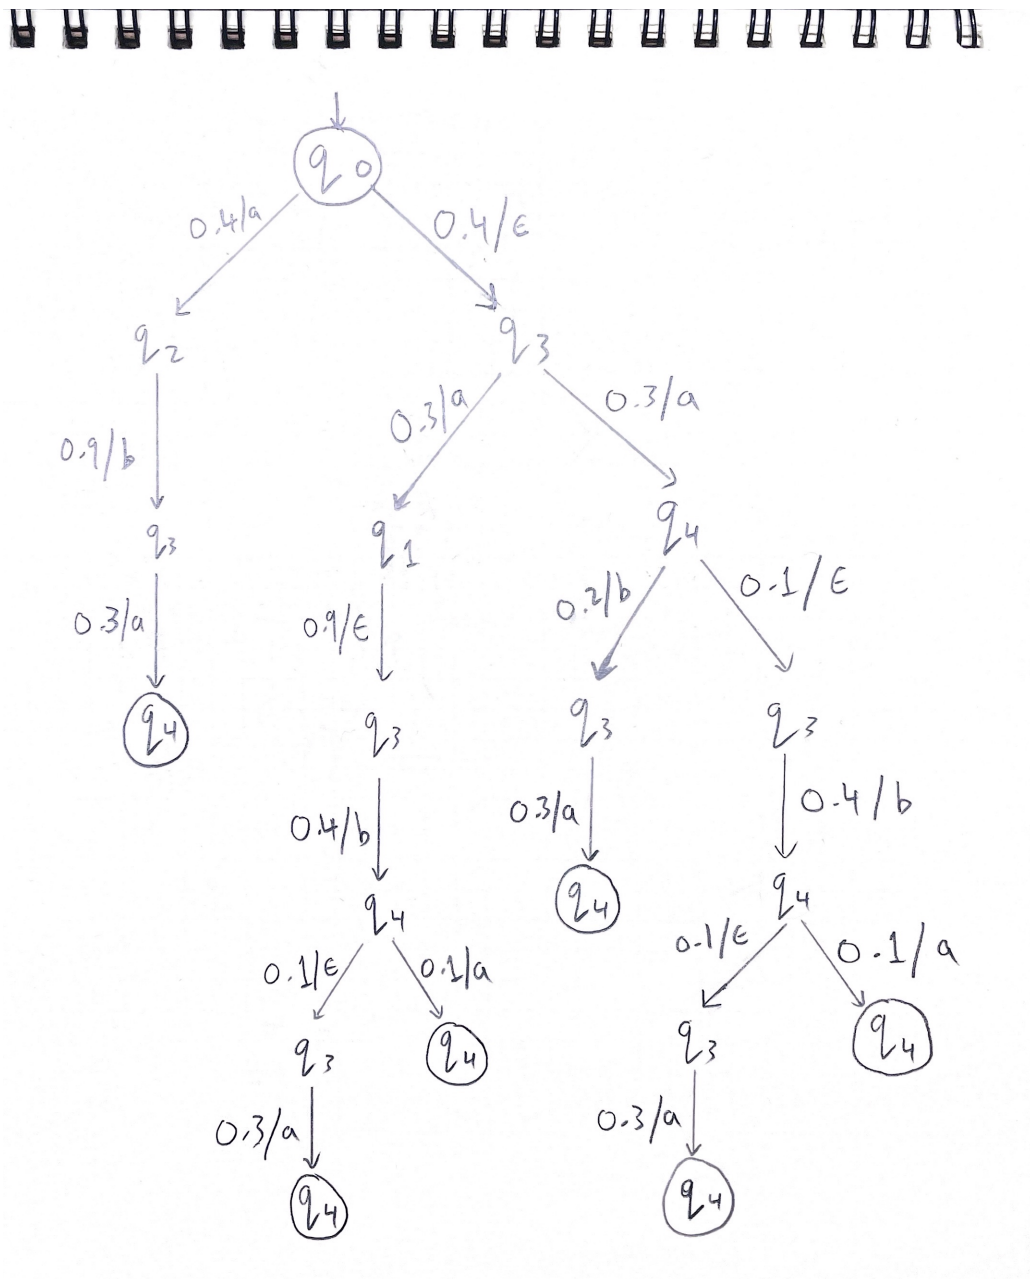 q0
0.4/a 0.4/ϵ
q2 q3
0.3/a 0.3/a
0.9/b
q3 q1 q4
0.3/a 0.9/ϵ 0.2/b 0.1/ϵ
q4 q3 q3 q3
0.4/b 0.3/a 0.4/b
q4 q4 q4
0.1/ϵ 0.1/a 0.1/ϵ 0.1/a
q3 q4 q3 q4
0.3/a 0.3/a
q4 q4